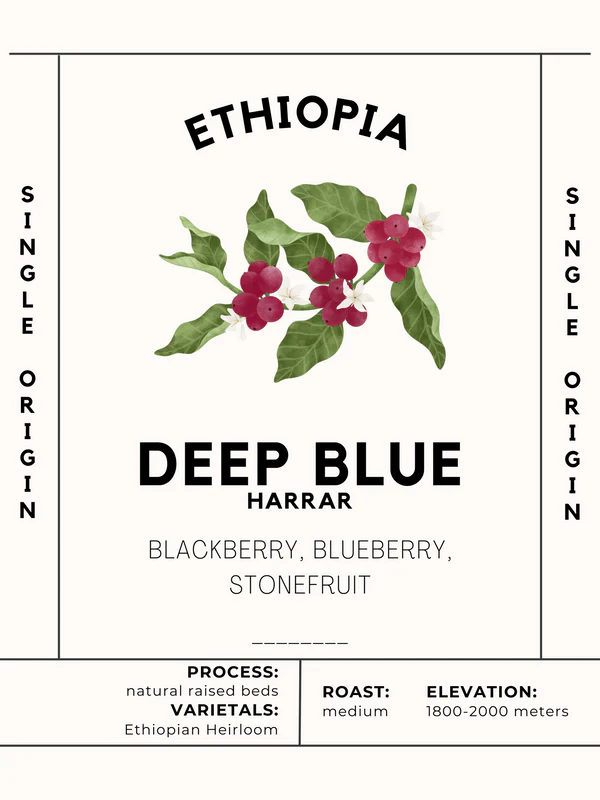 ETHIOPIA
SINGLE ORIGIN
SINGLE ORIGIN
DEEP BLUE
HARRAR
BLACKBERRY, BLUEBERRY,
STONEFRUIT
________
PROCESS:
natural raised beds
VARIETALS:
Ethiopian Heirloom
ROAST:
medium
ELEVATION:
1800-2000 meters